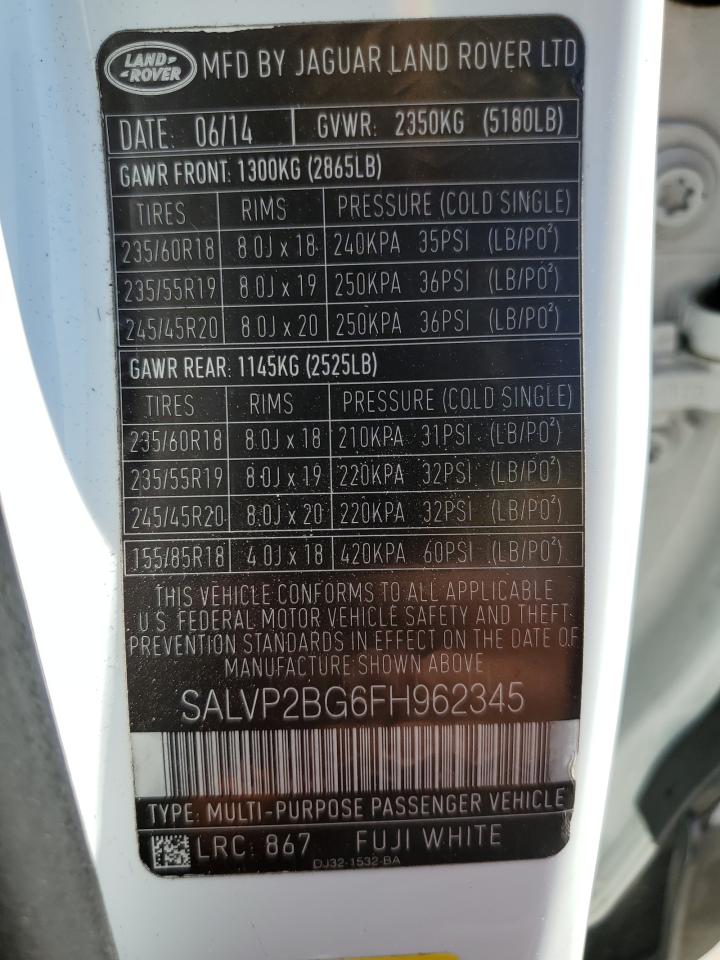 LAND-ROVER MFD BY JAGUAR LAND ROVER LTD
DATE: 06/14 GVWR: 2350KG (5180LB)
GAWR FRONT: 1300KG (2865LB)
TIRES RIMS PRESSURE (COLD SINGLE)
235/60R18 8.0J x 18 240KPA 35PSI (LB/PO²)
235/55R19 8.0J x 19 250KPA 36PSI (LB/PO²)
245/45R20 8.0J x 20 250KPA 36PSI (LB/PO²)
GAWR REAR: 1145KG (2525LB)
TIRES RIMS PRESSURE (COLD SINGLE)
235/60R18 8.0J x 18 210KPA 31PSI (LB/PO²)
235/55R19 8.0J x 19 220KPA 32PSI (LB/PO²)
245/45R20 8.0J x 20 220KPA 32PSI (LB/PO²)
155/85R18 4.0J x 18 420KPA 60PSI (LB/PO²)
THIS VEHICLE CONFORMS TO ALL APPLICABLE
U.S. FEDERAL MOTOR VEHICLE SAFETY AND THEFT
PREVENTION STANDARDS IN EFFECT ON THE DATE OF
MANUFACTURE SHOWN ABOVE
SALVP2BG6FH962345
TYPE: MULTI-PURPOSE PASSENGER VEHICLE
LRC 867 FUJI WHITE
DJ32-1532-BA